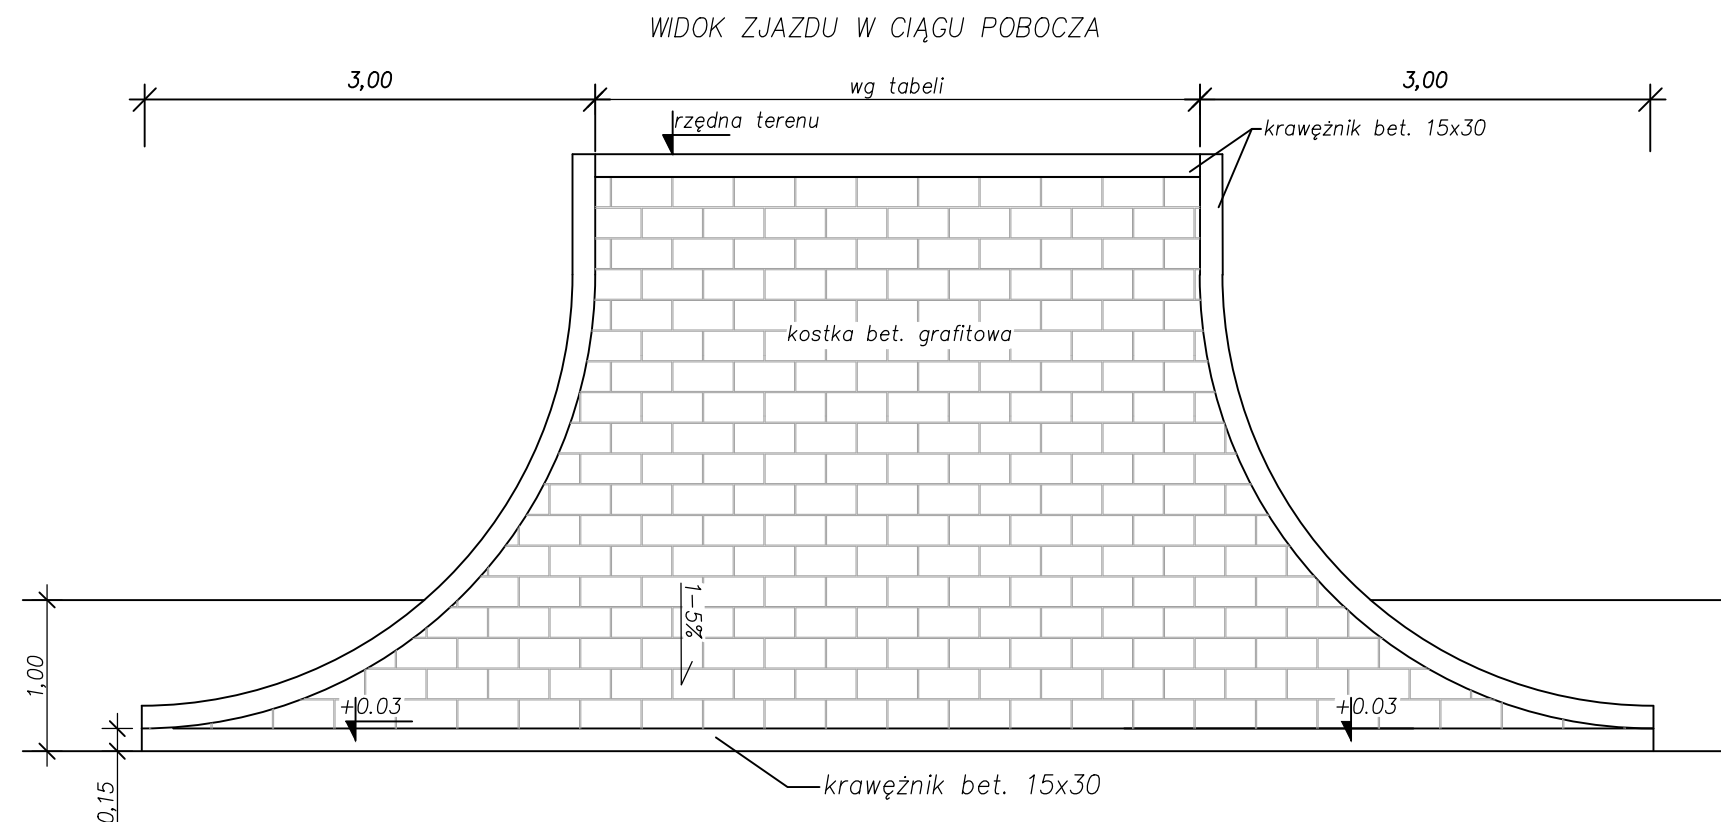 WIDOK ZJAZDU W CIĄGU POBOCZA
3,00
wg tabeli
3,00
rzędna terenu
krawężnik bet. 15x30
kostka bet. grafitowa
1-5%
1,00
+0.03
+0.03
0,15
krawężnik bet. 15x30